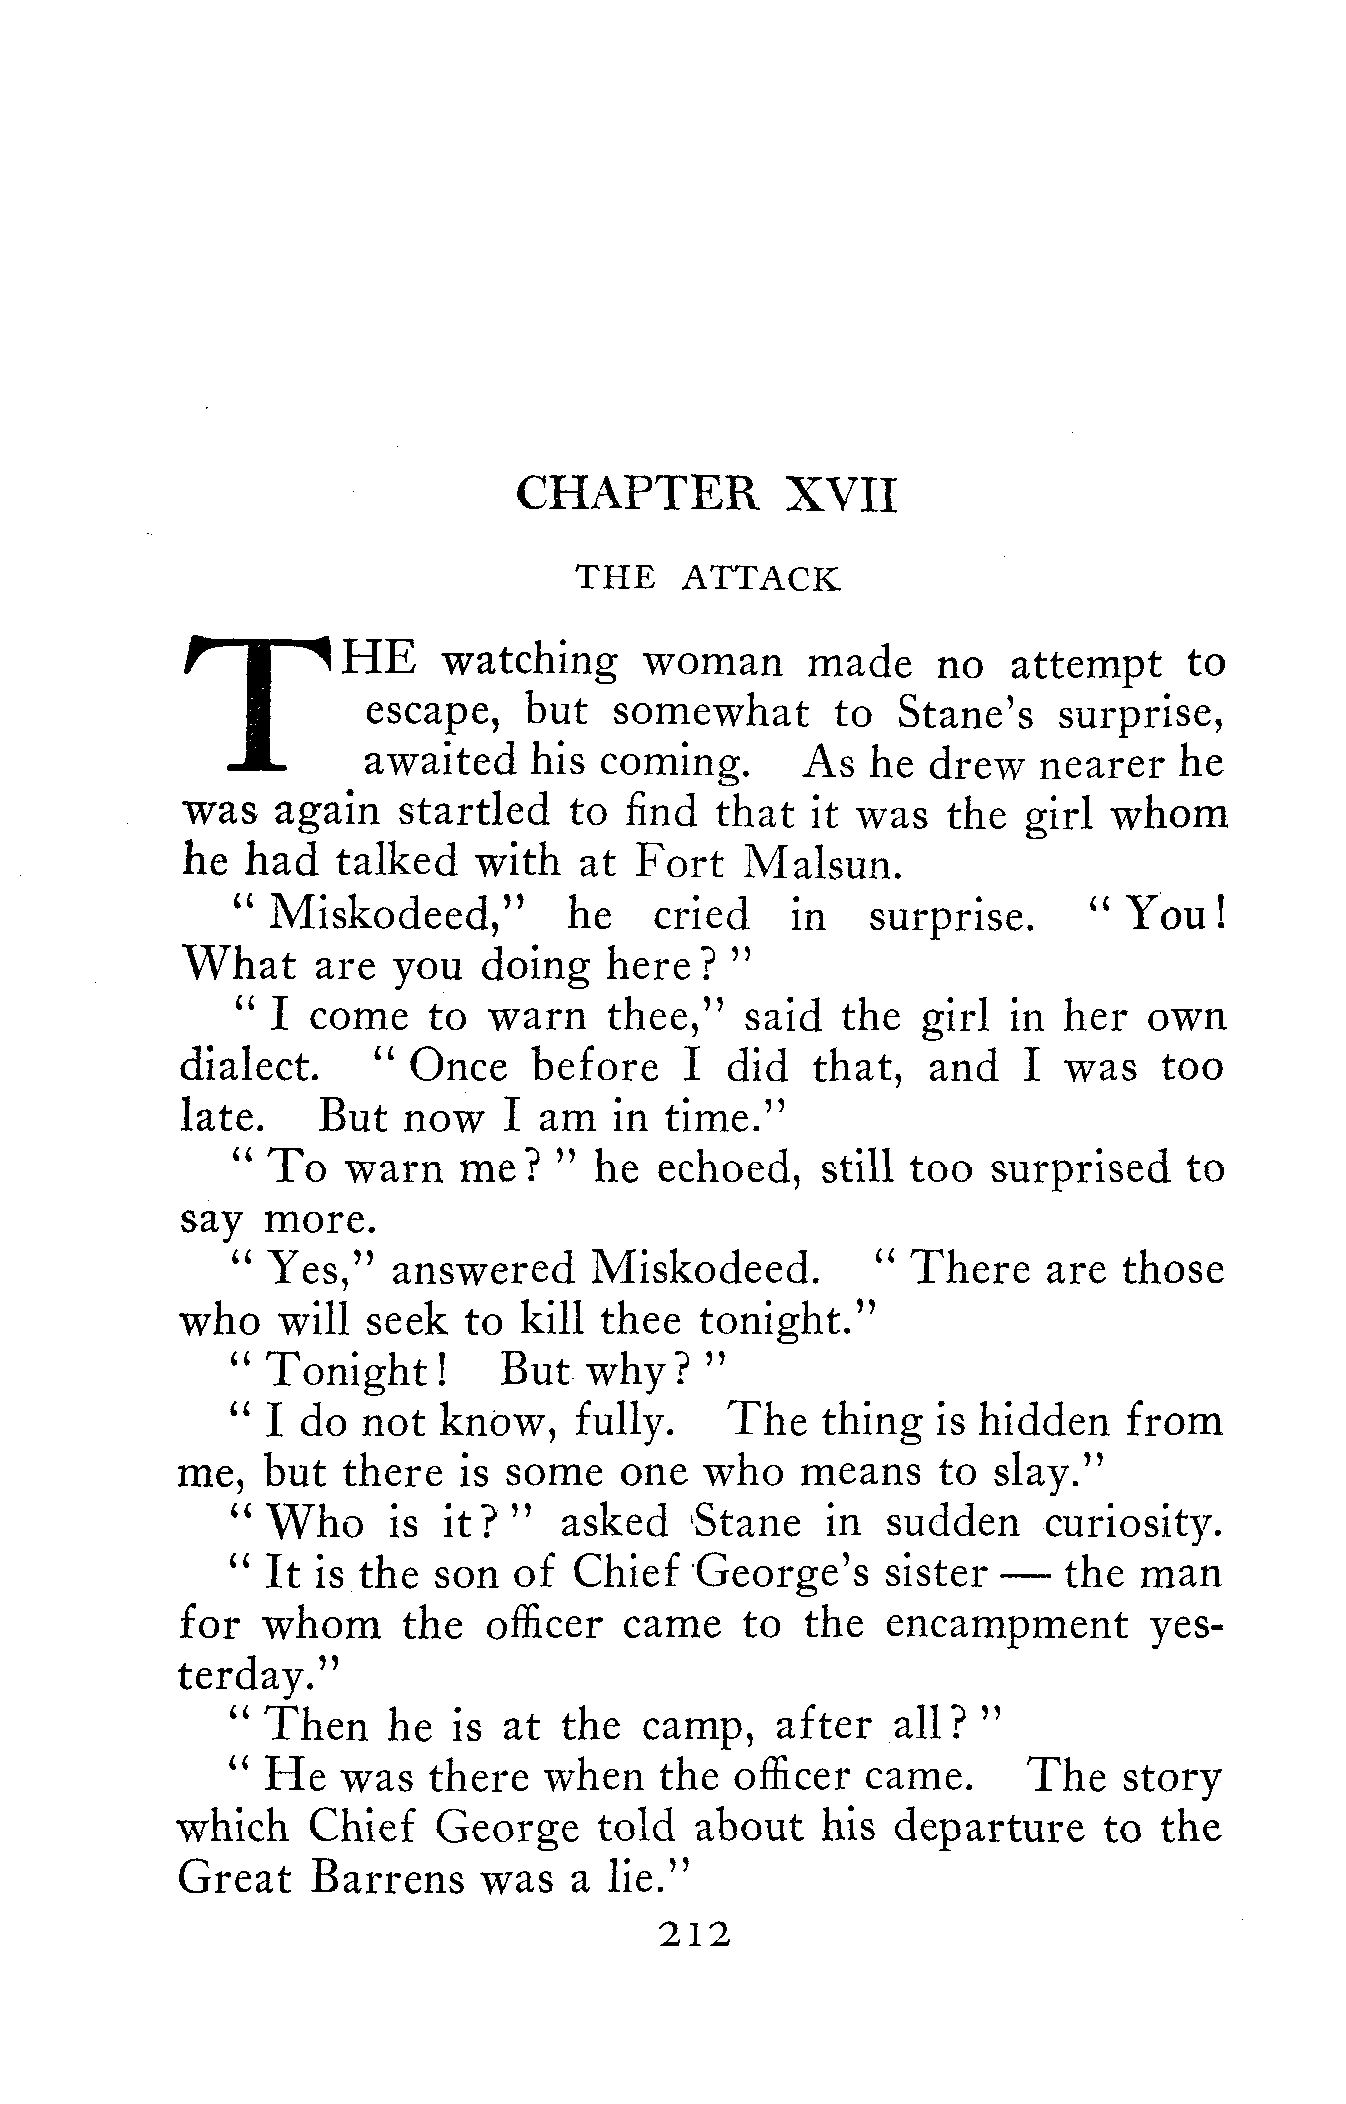 CHAPTER XVII
THE ATTACK
THE watching woman made no attempt to
escape, but somewhat to Stane's surprise,
awaited his coming. As he drew nearer he
was again startled to find that it was the girl whom
he had talked with at Fort Malsun.
" Miskodeed," he cried in surprise. " You!
What are you doing here? "
" I come to warn thee," said the girl in her own
dialect. " Once before I did that, and I was too
late. But now I am in time."
" To warn me? " he echoed, still too surprised to
say more.
" Yes," answered Miskodeed. " There are those
who will seek to kill thee tonight."
" Tonight! But why? "
" I do not know, fully. The thing is hidden from
me, but there is some one who means to slay."
" Who is it? " asked Stane in sudden curiosity.
" It is the son of Chief George's sister — the man
for whom the officer came to the encampment yes-
terday."
" Then he is at the camp, after all? "
" He was there when the officer came. The story
which Chief George told about his departure to the
Great Barrens was a lie."
212